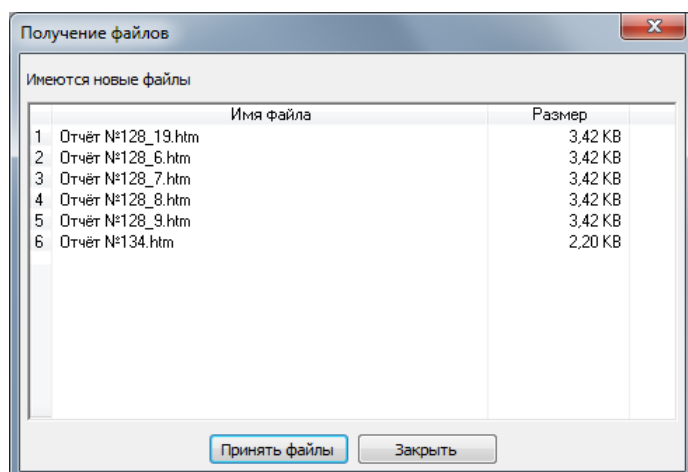 Получение файлов
Имеются новые файлы
Имя файла Размер
1 Отчёт №128_19.htm 3,42 KB
2 Отчёт №128_6.htm 3,42 KB
3 Отчёт №128_7.htm 3,42 KB
4 Отчёт №128_8.htm 3,42 KB
5 Отчёт №128_9.htm 3,42 KB
6 Отчёт №134.htm 2,20 KB
Принять файлы Закрыть